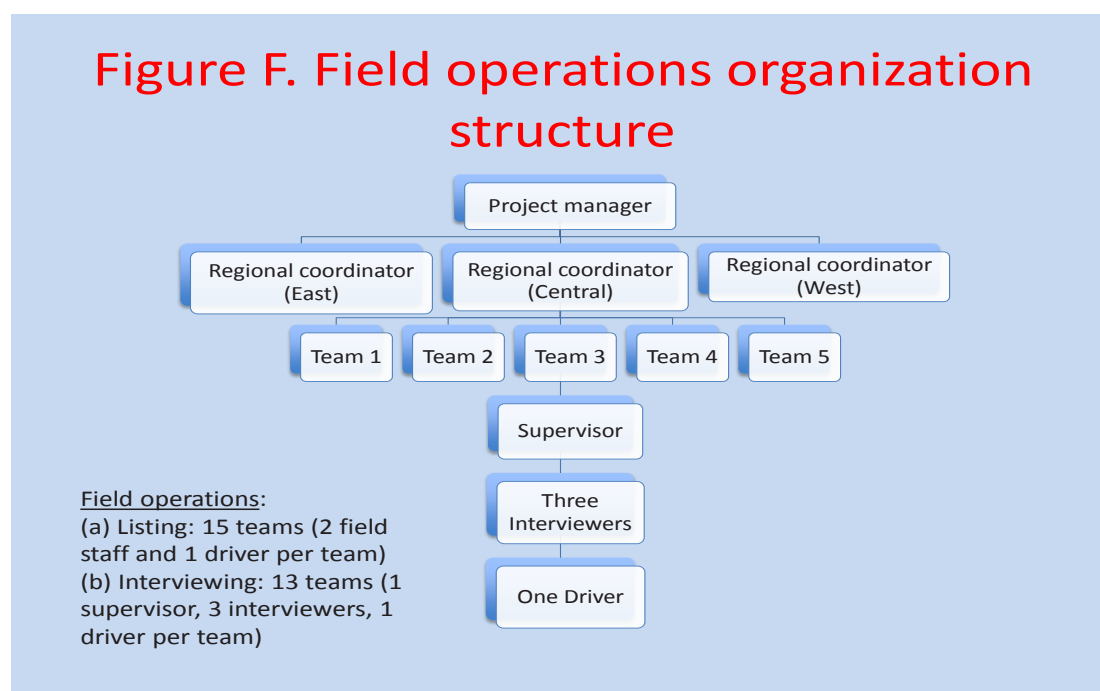 Figure F. Field operations organization
structure
Project manager
Regional coordinator
(East)
Regional coordinator
(Central)
Regional coordinator
(West)
Team 1
Team 2
Team 3
Team 4
Team 5
Supervisor
Three
Interviewers
One Driver
Field operations:
(a) Listing: 15 teams (2 field
staff and 1 driver per team)
(b) Interviewing: 13 teams (1
supervisor, 3 interviewers, 1
driver per team)